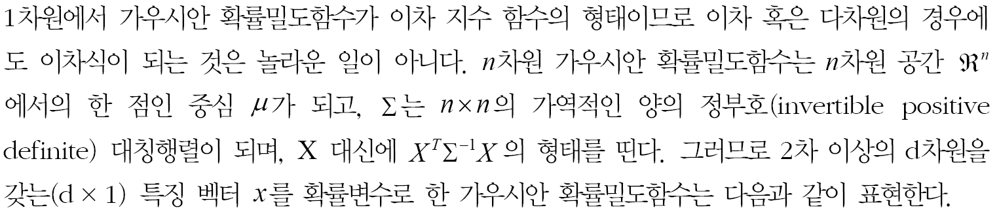 1차원에서 가우시안 확률밀도함수가 이차 지수 함수의 형태이므로 이차 혹은 다차원의 경우에
도 이차식이 되는 것은 놀라운 일이 아니다. n차원 가우시안 확률밀도함수는 n차원 공간 ℜⁿ
에서의 한 점인 중심 μ가 되고, Σ는 n×n의 가역적인 양의 정부호(invertible positive
definite) 대칭행렬이 되며, X 대신에 XᵀΣ⁻¹X의 형태를 띤다. 그러므로 2차 이상의 d차원을
갖는(d × 1) 특징 벡터 x를 확률변수로 한 가우시안 확률밀도함수는 다음과 같이 표현한다.